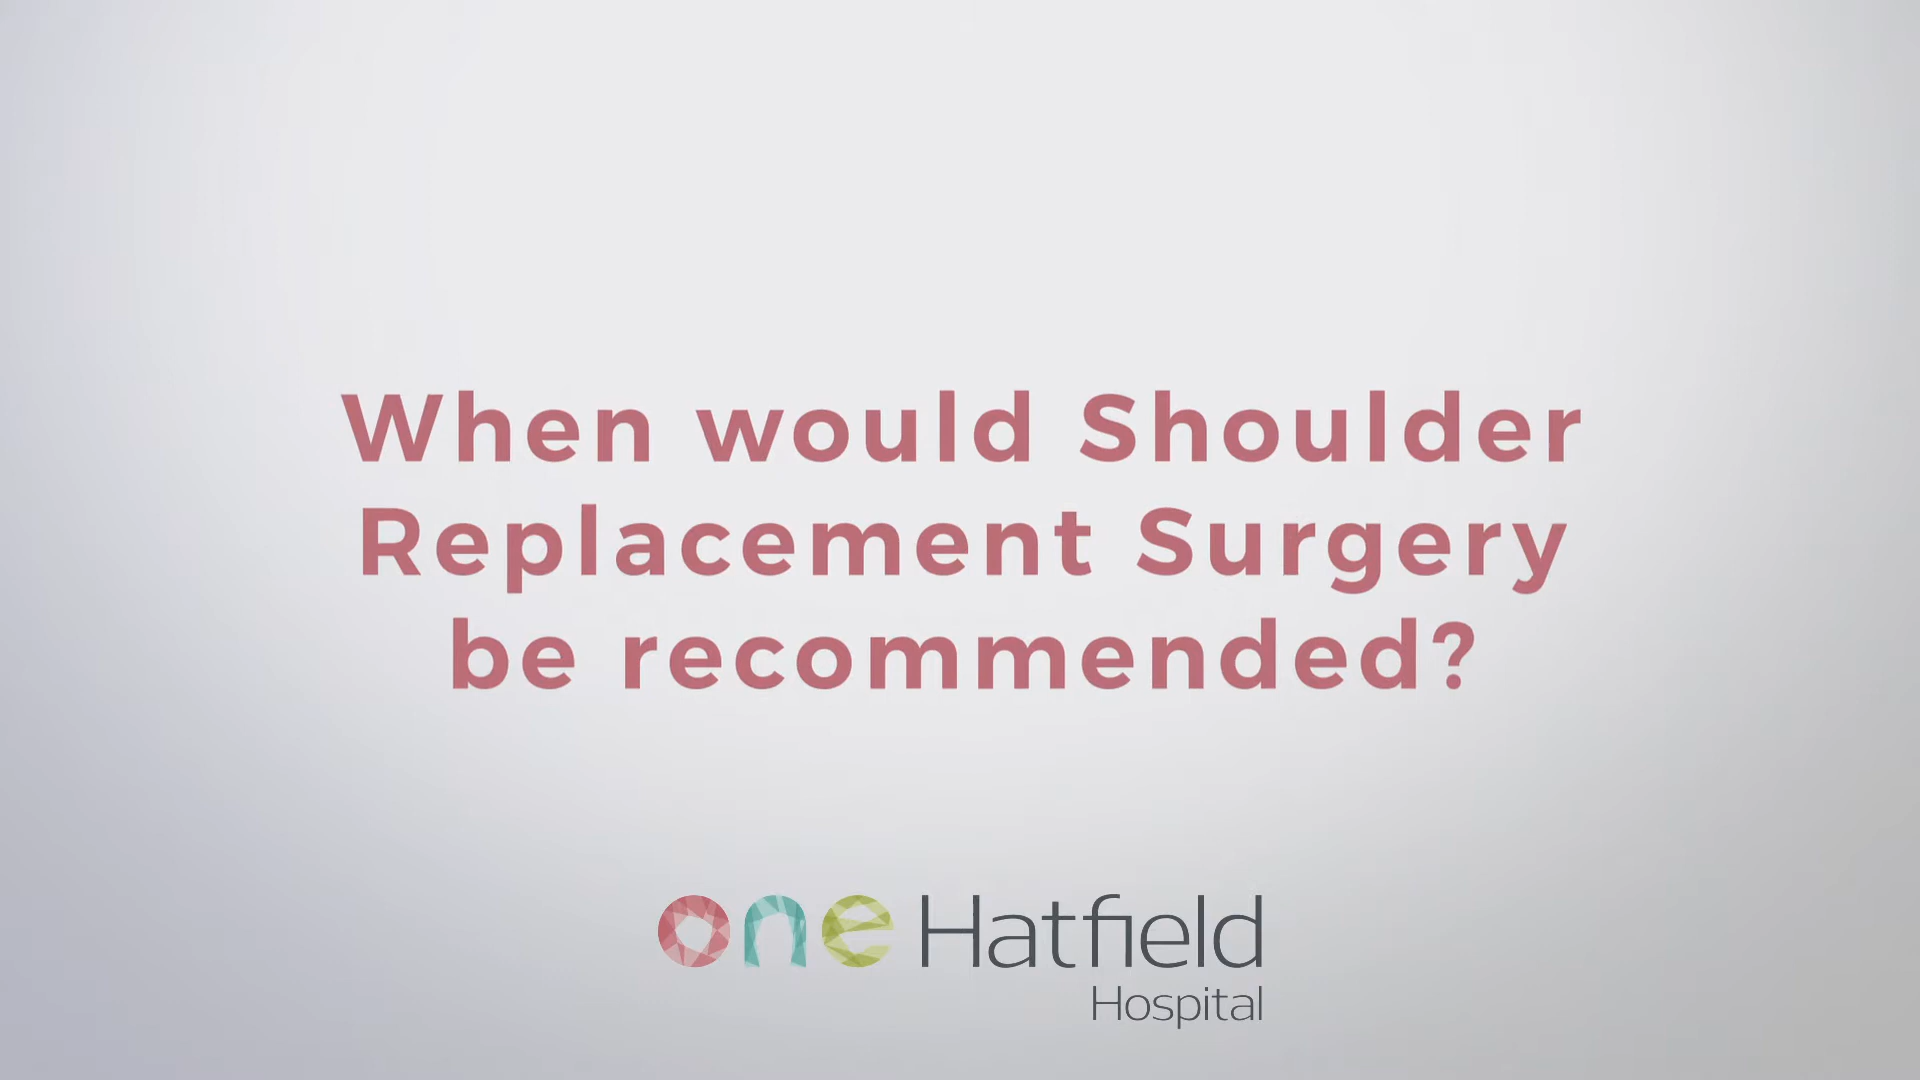 When would Shoulder
Replacement Surgery
be recommended?
one Hatfield
Hospital